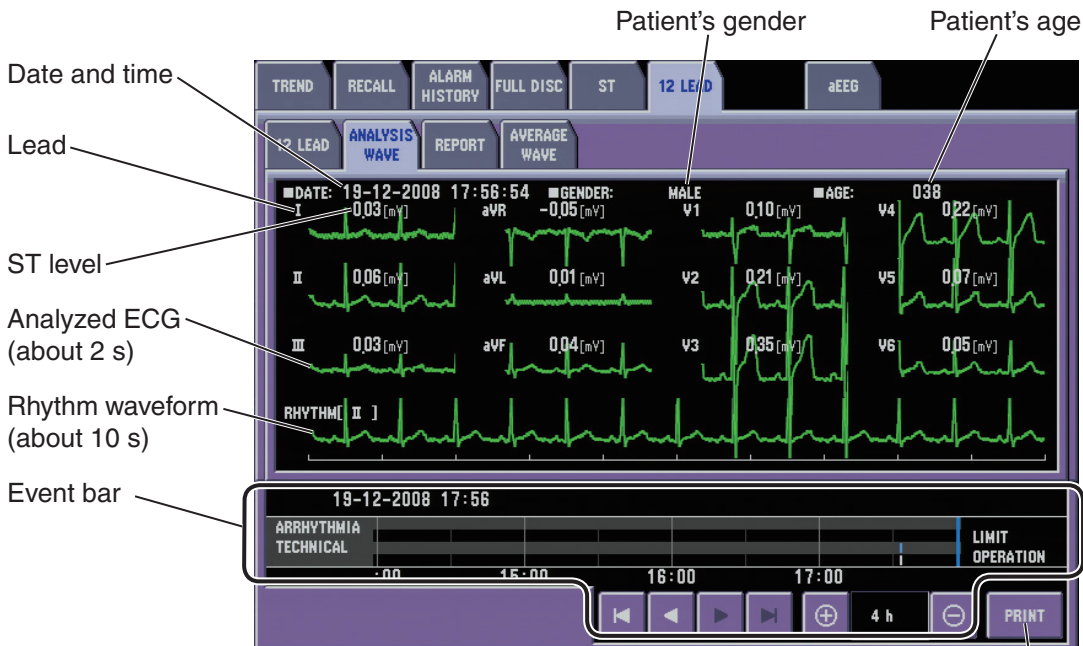 Patient's gender Patient's age
Date and time
TREND RECALL ALARM HISTORY FULL DISC ST 12 LEAD aEEG
Lead
12 LEAD ANALYSIS WAVE REPORT AVERAGE WAVE
■DATE: 19-12-2008 17:56:54 ■GENDER: MALE ■AGE: 038
I 0.03[mV] aVR -0.05[mV] V1 0.10[mV] V4 0.22[mV]
ST level
II 0.06[mV] aVL 0.01[mV] V2 0.21[mV] V5 0.07[mV]
Analyzed ECG
(about 2 s)
III 0.03[mV] aVF 0.04[mV] V3 0.35[mV] V6 0.05[mV]
Rhythm waveform
(about 10 s)
RHYTHM[ II ]
Event bar
19-12-2008 17:56
ARRHYTHMIA LIMIT
TECHNICAL OPERATION
:00 15:00 16:00 17:00
4 h PRINT